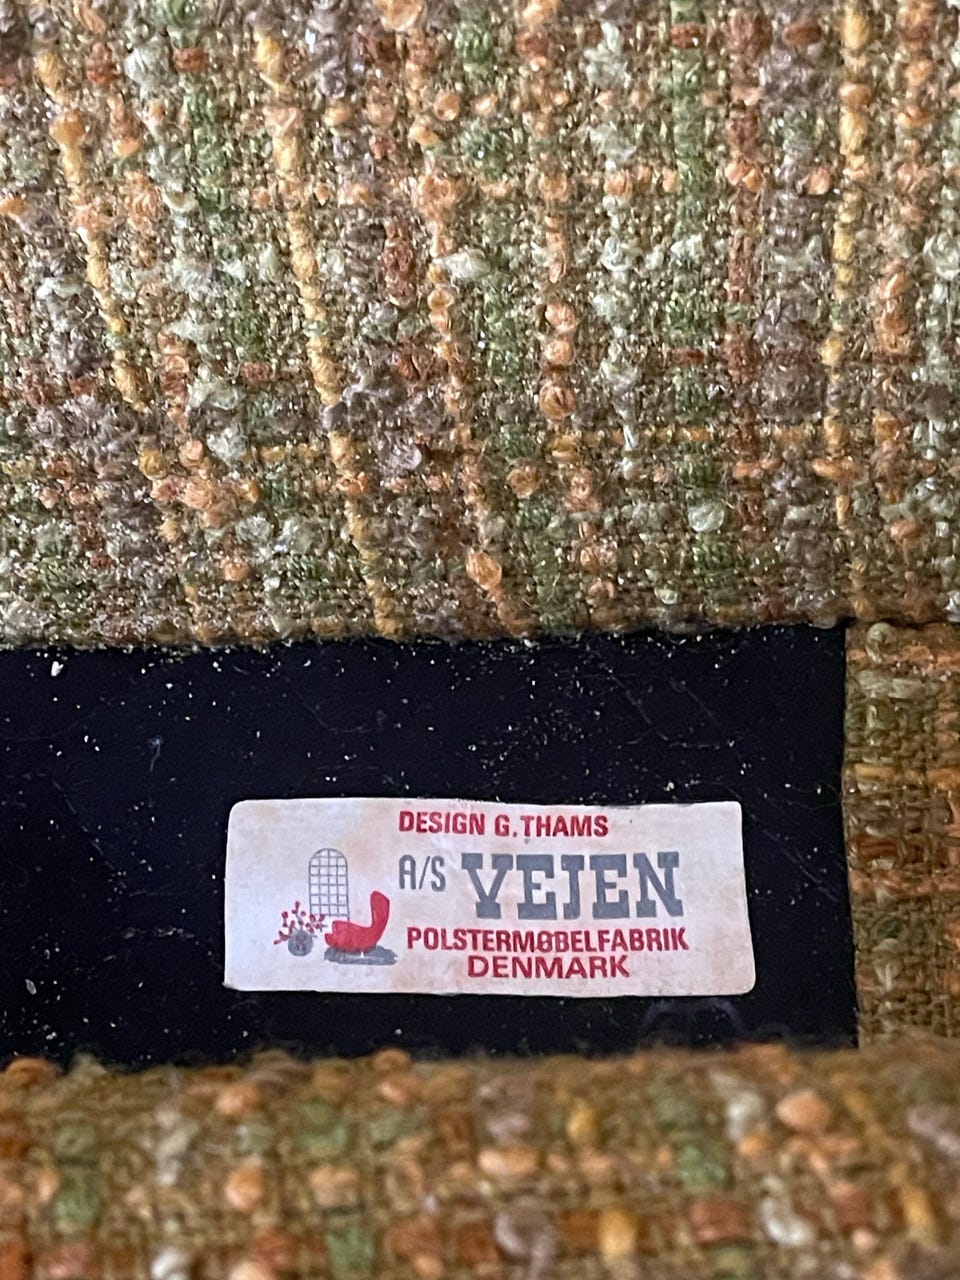 DESIGN G.THAMS
A/S VEJEN
POLSTERMØBELFABRIK
DENMARK